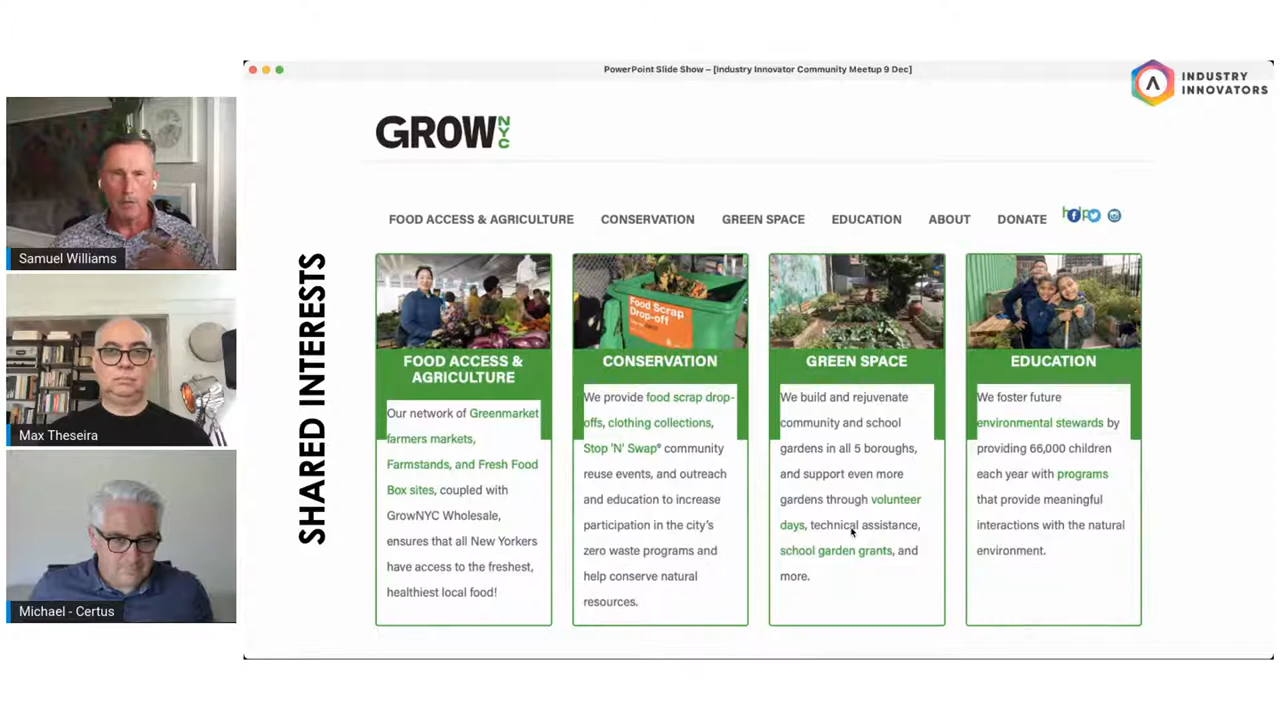 PowerPoint Slide Show – [Industry Innovator Community Meetup 9 Dec]
INDUSTRY
INNOVATORS
GROW NYC
FOOD ACCESS & AGRICULTURE CONSERVATION GREEN SPACE EDUCATION ABOUT DONATE help
SHARED INTERESTS
Samuel Williams
Max Theseira
Michael - Certus
FOOD ACCESS &
AGRICULTURE
Our network of Greenmarket
farmers markets,
Farmstands, and Fresh Food
Box sites, coupled with
GrowNYC Wholesale,
ensures that all New Yorkers
have access to the freshest,
healthiest local food!
Food Scrap
Drop-off
CONSERVATION
We provide food scrap drop-
offs, clothing collections,
Stop 'N' Swap® community
reuse events, and outreach
and education to increase
participation in the city's
zero waste programs and
help conserve natural
resources.
GREEN SPACE
We build and rejuvenate
community and school
gardens in all 5 boroughs,
and support even more
gardens through volunteer
days, technical assistance,
school garden grants, and
more.
EDUCATION
We foster future
environmental stewards by
providing 66,000 children
each year with programs
that provide meaningful
interactions with the natural
environment.